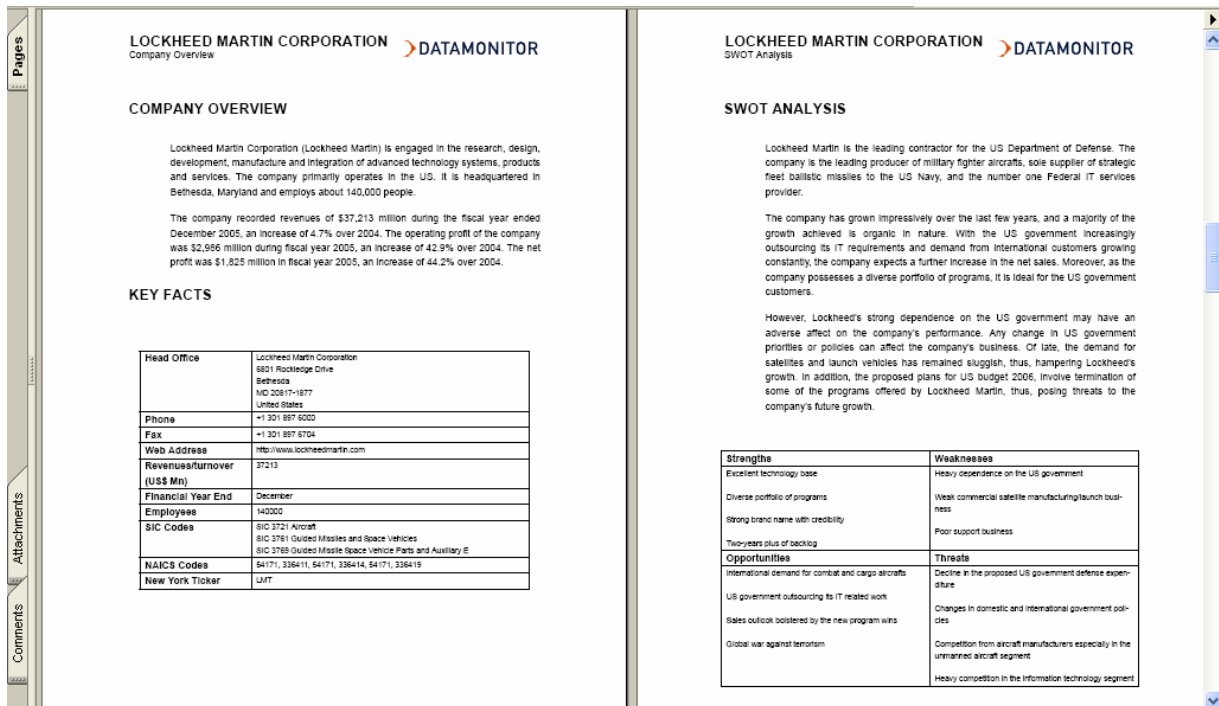 Pages
Attachments
Comments
LOCKHEED MARTIN CORPORATION
Company Overview
DATAMONITOR
COMPANY OVERVIEW
Lockheed Martin Corporation (Lockheed Martin) is engaged in the research, design,
development, manufacture and integration of advanced technology systems, products
and services. The company primarily operates in the US. It is headquartered in
Bethesda, Maryland and employs about 140,000 people.
The company recorded revenues of $37,213 million during the fiscal year ended
December 2005, an increase of 4.7% over 2004. The operating profit of the company
was $2,986 million during fiscal year 2005, an increase of 42.9% over 2004. The net
profit was $1,825 million in fiscal year 2005, an increase of 44.2% over 2004.
KEY FACTS
Head Office
Lockheed Martin Corporation
6801 Rockledge Drive
Bethesda
MD 20817-1877
United States
Phone +1 301 897 6000
Fax +1 301 897 6704
Web Address http://www.lockheedmartin.com
Revenues/turnover 37213
(US$ Mn)
Financial Year End December
Employees 140000
SIC Codes SIC 3721 Aircraft
SIC 3761 Guided Missiles and Space Vehicles
SIC 3769 Guided Missile Space Vehicle Parts and Auxiliary E
NAICS Codes 54171, 336411, 54171, 336414, 54171, 336419
New York Ticker LMT
LOCKHEED MARTIN CORPORATION
SWOT Analysis
DATAMONITOR
SWOT ANALYSIS
Lockheed Martin is the leading contractor for the US Department of Defense. The
company is the leading producer of military fighter aircrafts, sole supplier of strategic
fleet ballistic missiles to the US Navy, and the number one Federal IT services
provider.
The company has grown impressively over the last few years, and a majority of the
growth achieved is organic in nature. With the US government increasingly
outsourcing its IT requirements and demand from international customers growing
constantly, the company expects a further increase in the net sales. Moreover, as the
company possesses a diverse portfolio of programs, it is ideal for the US government
customers.
However, Lockheed's strong dependence on the US government may have an
adverse affect on the company's performance. Any change in US government
priorities or policies can affect the company's business. Of late, the demand for
satellites and launch vehicles has remained sluggish, thus, hampering Lockheed's
growth. In addition, the proposed plans for US budget 2006, involve termination of
some of the programs offered by Lockheed Martin, thus, posing threats to the
company's future growth.
Strengths
Excellent technology base
Diverse portfolio of programs
Strong brand name with credibility
Two-years plus of backlog
Weaknesses
Heavy dependence on the US government
Weak commercial satellite manufacturing/launch busi-
ness
Poor support business
Opportunities
International demand for combat and cargo aircrafts
US government outsourcing its IT related work
Sales outlook bolstered by the new program wins
Global war against terrorism
Threats
Decline in the proposed US government defense expen-
diture
Changes in domestic and international government poli-
cies
Competition from aircraft manufacturers especially in the
unmanned aircraft segment
Heavy competition in the information technology segment